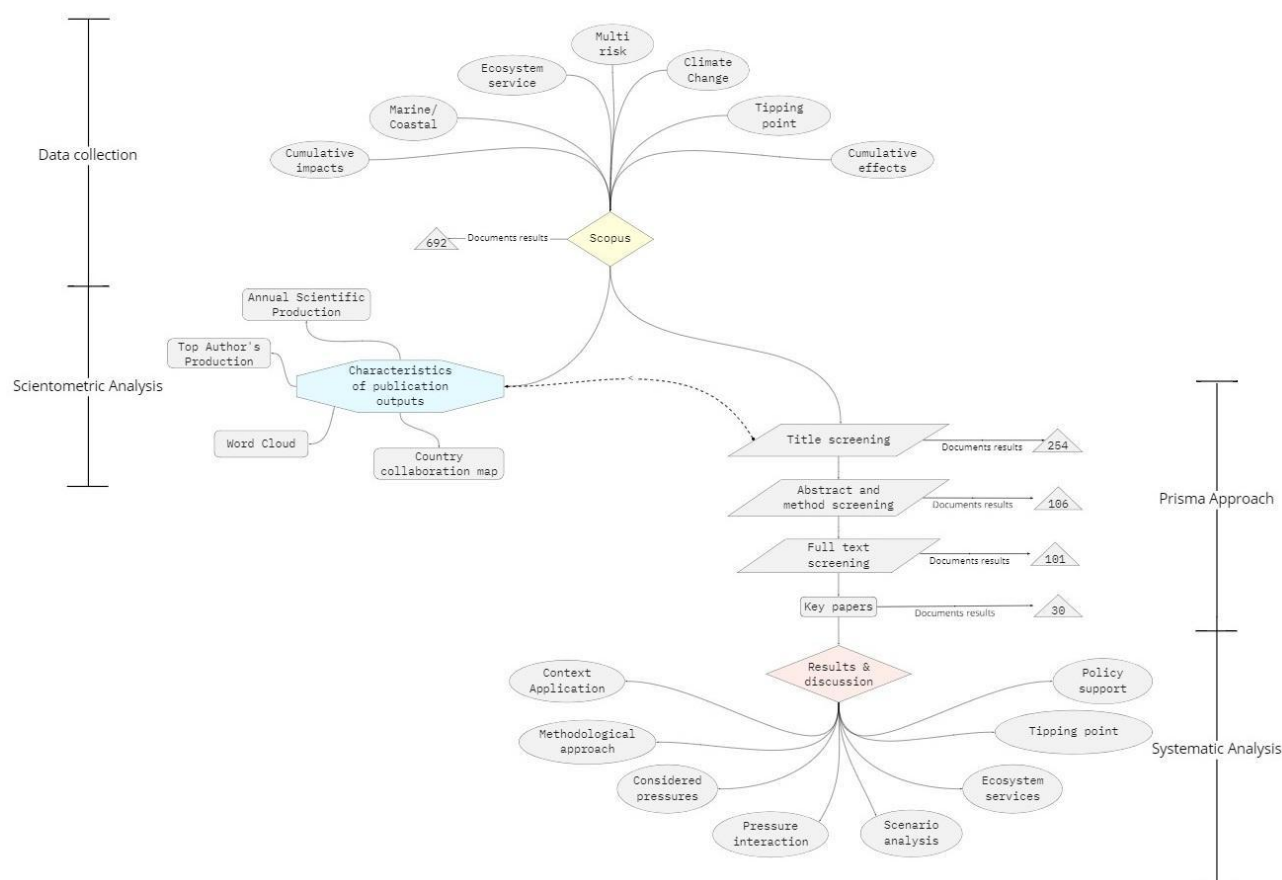 Multi
risk
Ecosystem
service
Climate
Change
Marine/
Coastal
Tipping
point
Cumulative
impacts
Cumulative
effects
Data collection
Scopus
692
Documents results
Annual Scientific
Production
Top Author's
Production
Scientometric Analysis
Characteristics
of publication
outputs
Word Cloud
Country
collaboration map
Title screening
Documents results
254
Abstract and
method screening
Documents results
106
Prisma Approach
Full text
screening
Documents results
101
Key papers
Documents results
30
Results &
discussion
Context
Application
Policy
support
Methodological
approach
Tipping point
Systematic Analysis
Considered
pressures
Ecosystem
services
Pressure
interaction
Scenario
analysis